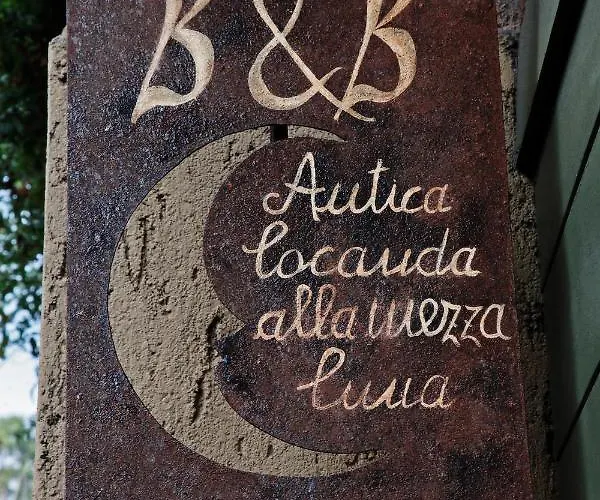 B&B
Antica
locanda
alla mezza
luna